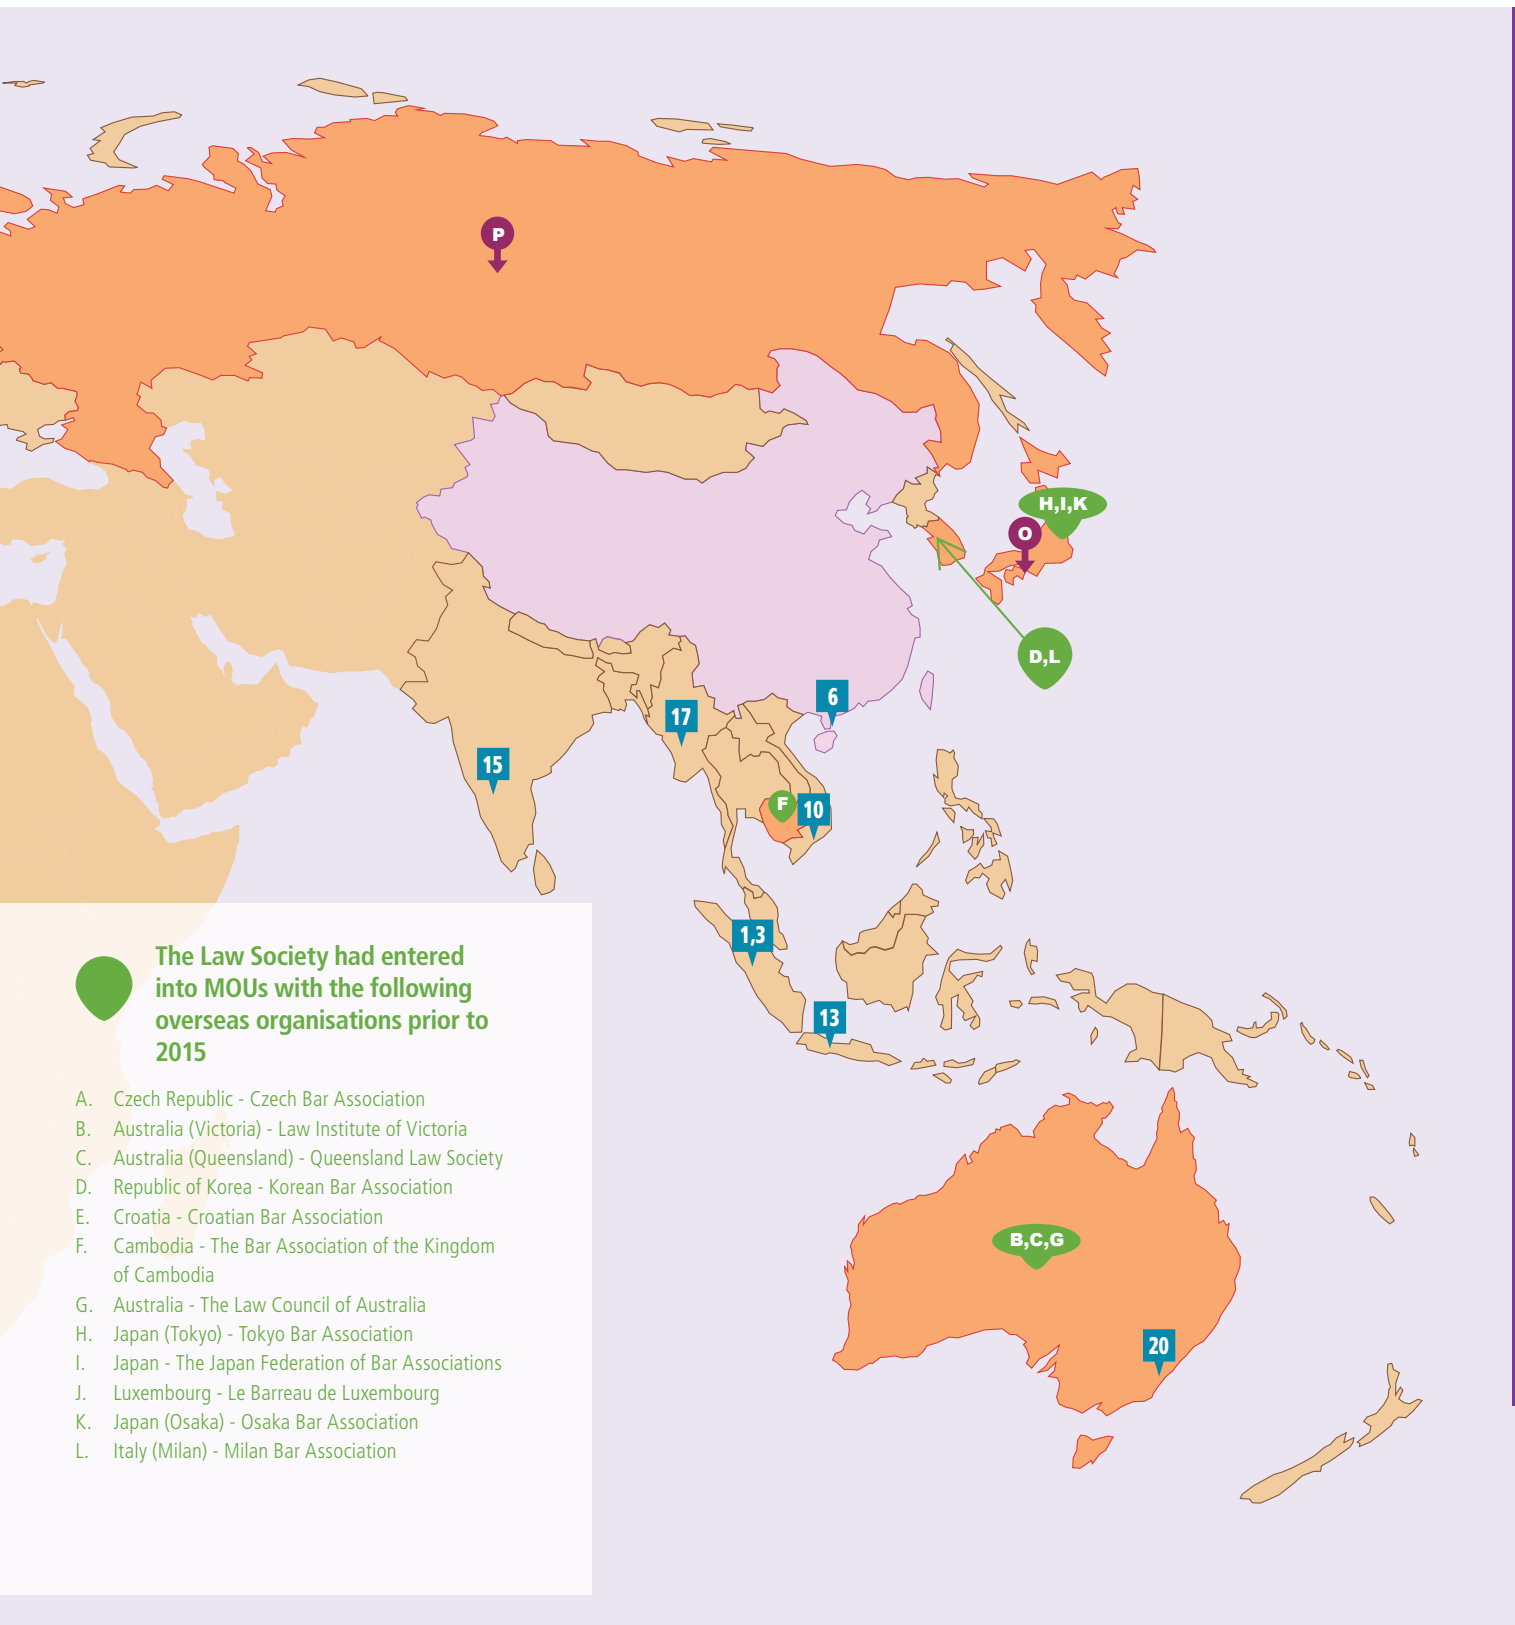 P
H,I,K
O
D,L
6
17
15
F
10
1,3
13
B,C,G
20
The Law Society had entered
into MOUs with the following
overseas organisations prior to
2015
A. Czech Republic - Czech Bar Association
B. Australia (Victoria) - Law Institute of Victoria
C. Australia (Queensland) - Queensland Law Society
D. Republic of Korea - Korean Bar Association
E. Croatia - Croatian Bar Association
F. Cambodia - The Bar Association of the Kingdom
of Cambodia
G. Australia - The Law Council of Australia
H. Japan (Tokyo) - Tokyo Bar Association
I. Japan - The Japan Federation of Bar Associations
J. Luxembourg - Le Barreau de Luxembourg
K. Japan (Osaka) - Osaka Bar Association
L. Italy (Milan) - Milan Bar Association